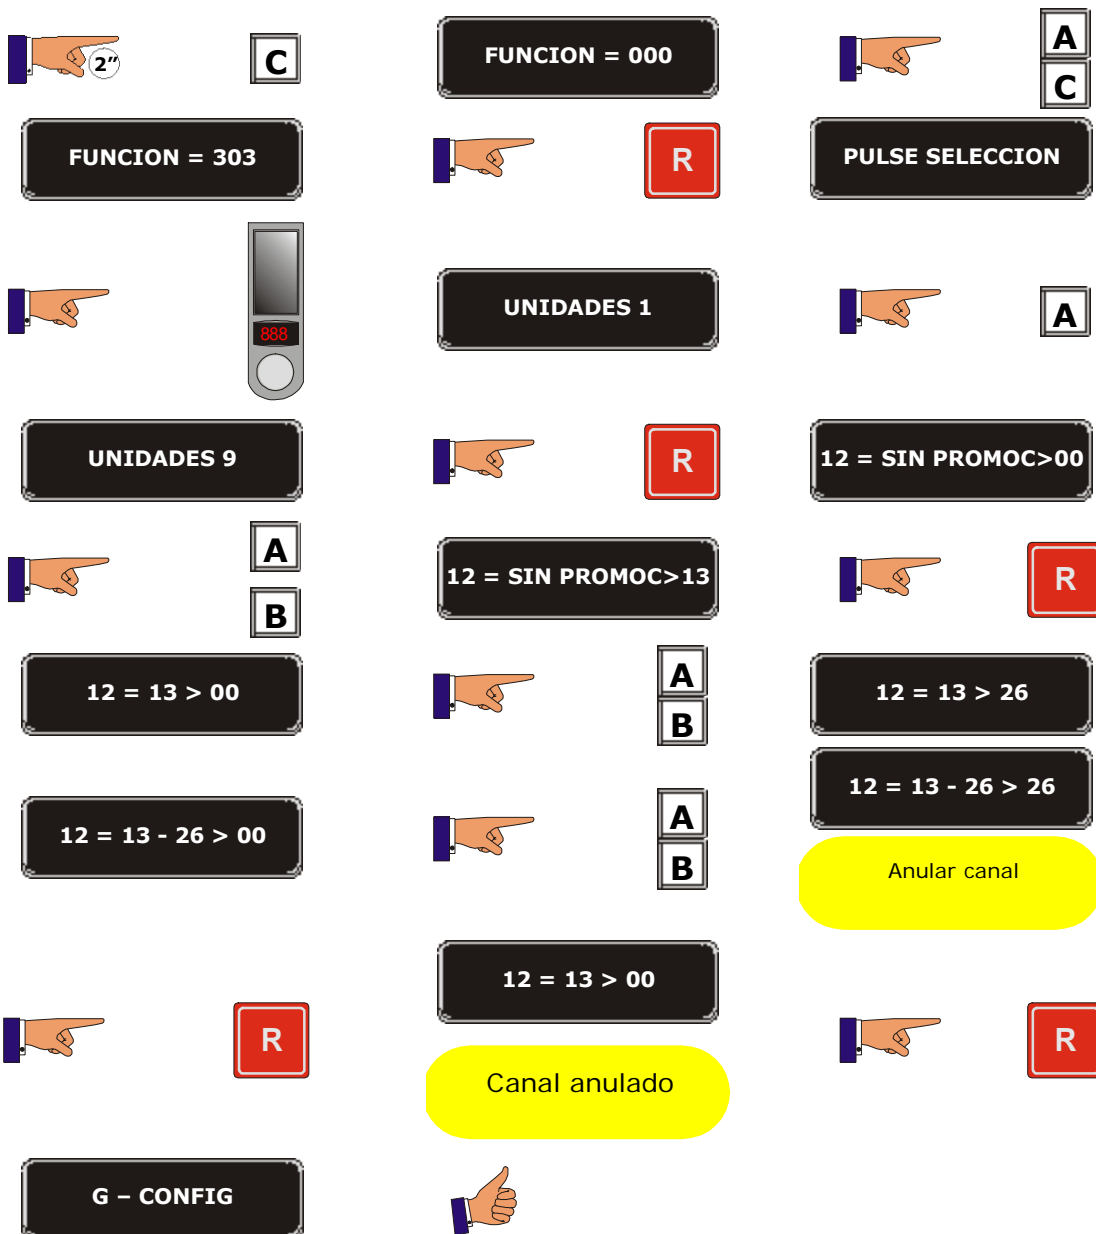 2”
C
FUNCION = 000
A
C
FUNCION = 303
R
PULSE SELECCION
888
UNIDADES 1
A
UNIDADES 9
R
12 = SIN PROMOC>00
A
B
12 = SIN PROMOC>13
R
12 = 13 > 00
A
B
12 = 13 > 26
12 = 13 - 26 > 00
A
B
12 = 13 - 26 > 26
Anular canal
R
12 = 13 > 00
Canal anulado
R
G – CONFIG